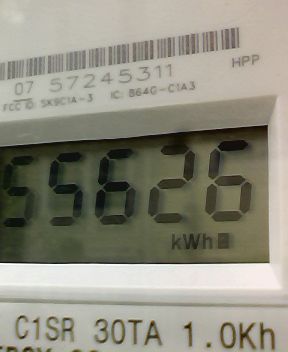 07 57245311
HPP
FCC ID: SK9C1A-3 IC: 864G-C1A3
55626
kWh
C1SR 30TA 1.0Kh